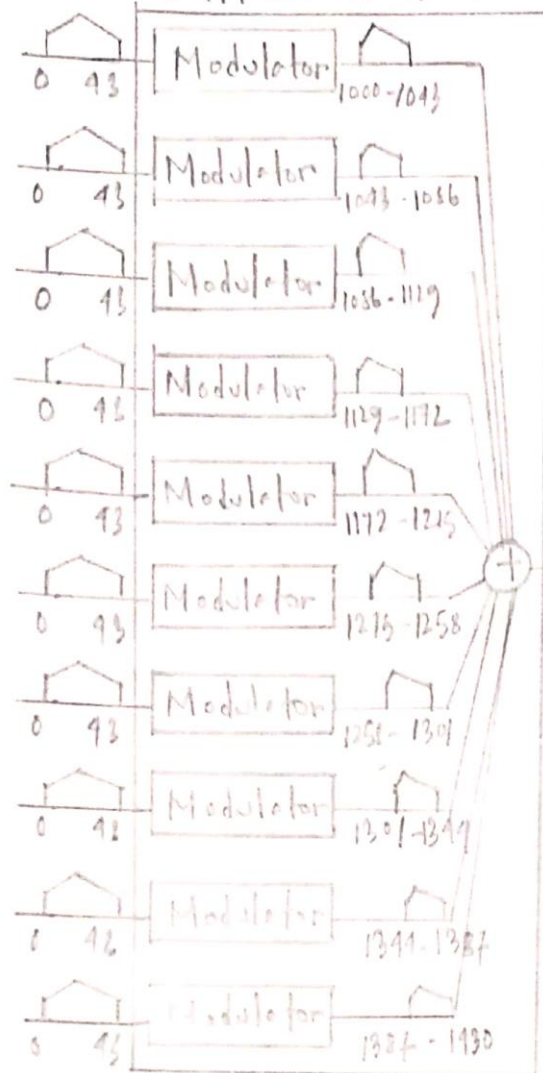 0 43 Modulator 1000-1043
0 43 Modulator 1043-1086
0 43 Modulator 1086-1129
0 43 Modulator 1129-1172
0 43 Modulator 1172-1215
+
0 43 Modulator 1215-1258
0 43 Modulator 1258-1301
0 43 Modulator 1301-1344
0 43 Modulator 1344-1387
0 43 Modulator 1387-1430